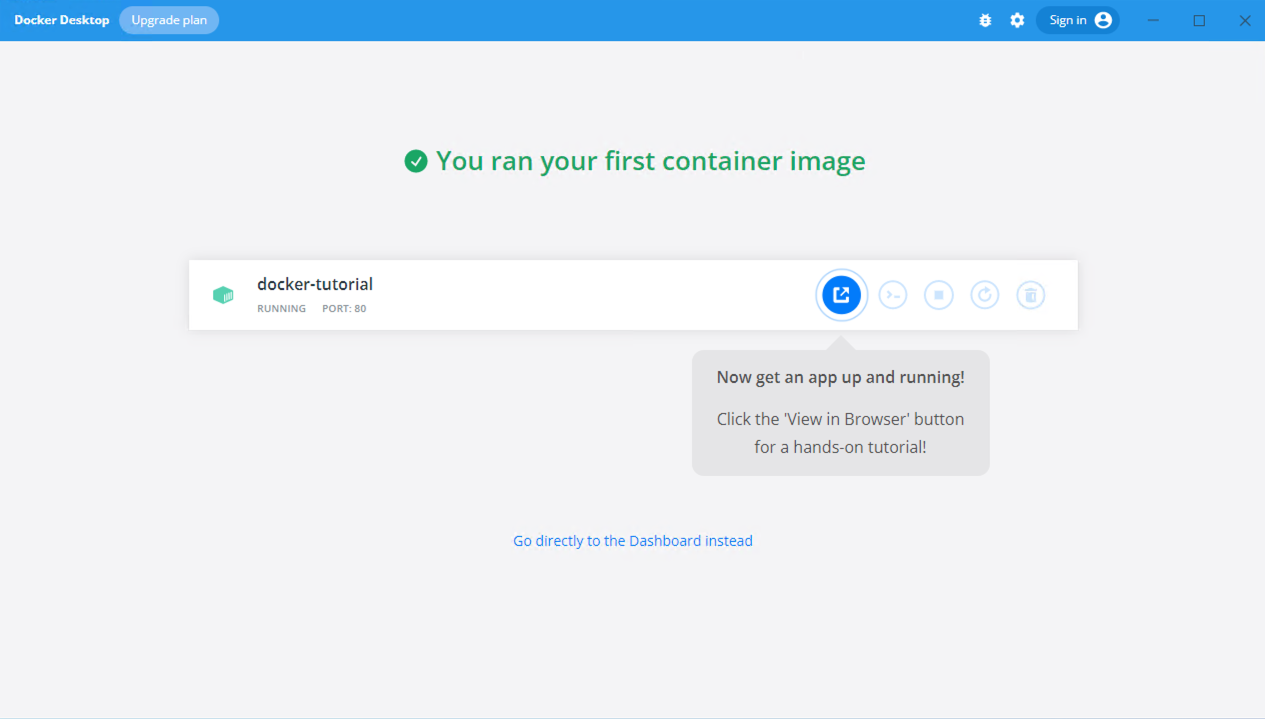 Docker Desktop
Upgrade plan
Sign in
You ran your first container image
docker-tutorial
RUNNING PORT: 80
Now get an app up and running!
Click the 'View in Browser' button
for a hands-on tutorial!
Go directly to the Dashboard instead